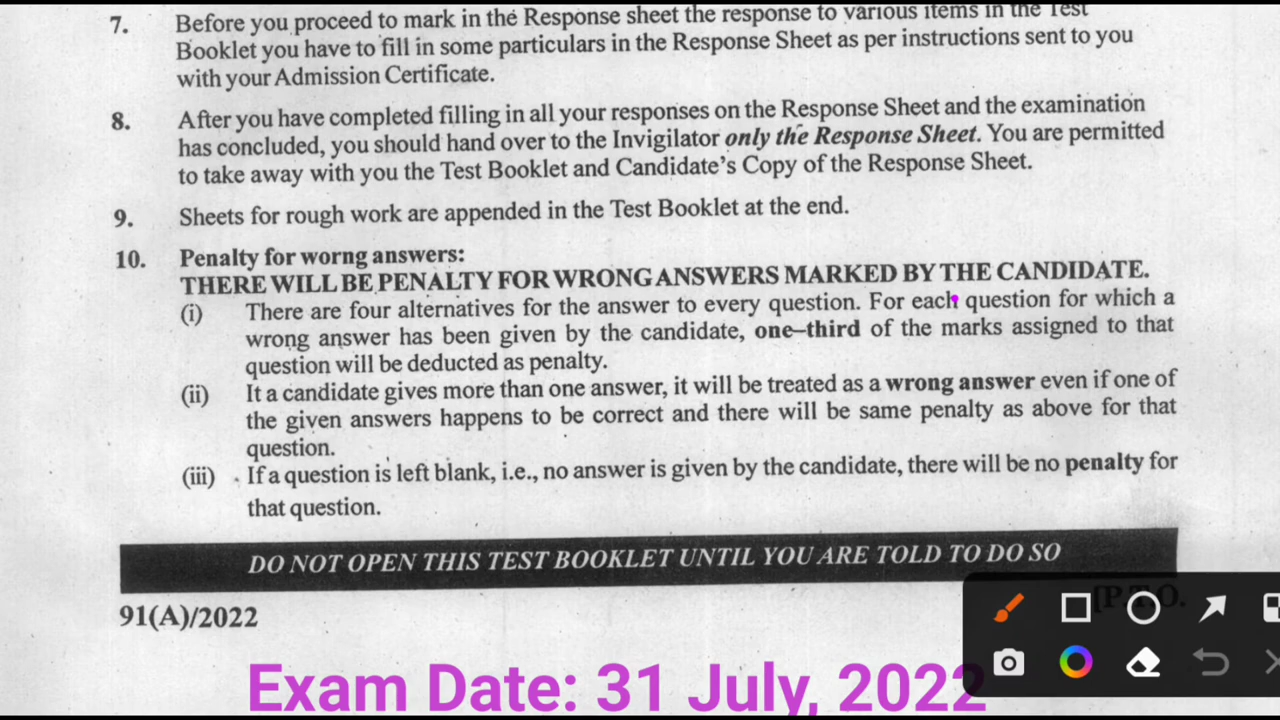 7. Before you proceed to mark in the Response sheet the response to various items in the Test
Booklet you have to fill in some particulars in the Response Sheet as per instructions sent to you
with your Admission Certificate.
8. After you have completed filling in all your responses on the Response Sheet and the examination
has concluded, you should hand over to the Invigilator only the Response Sheet. You are permitted
to take away with you the Test Booklet and Candidate's Copy of the Response Sheet.
9. Sheets for rough work are appended in the Test Booklet at the end.
10. Penalty for worng answers:
THERE WILL BE PENALTY FOR WRONG ANSWERS MARKED BY THE CANDIDATE.
(i) There are four alternatives for the answer to every question. For each question for which a
wrong answer has been given by the candidate, one–third of the marks assigned to that
question will be deducted as penalty.
(ii) It a candidate gives more than one answer, it will be treated as a wrong answer even if one of
the given answers happens to be correct and there will be same penalty as above for that
question.
(iii) If a question is left blank, i.e., no answer is given by the candidate, there will be no penalty for
that question.
DO NOT OPEN THIS TEST BOOKLET UNTIL YOU ARE TOLD TO DO SO
91(A)/2022
[P.T.O.
Exam Date: 31 July, 2022